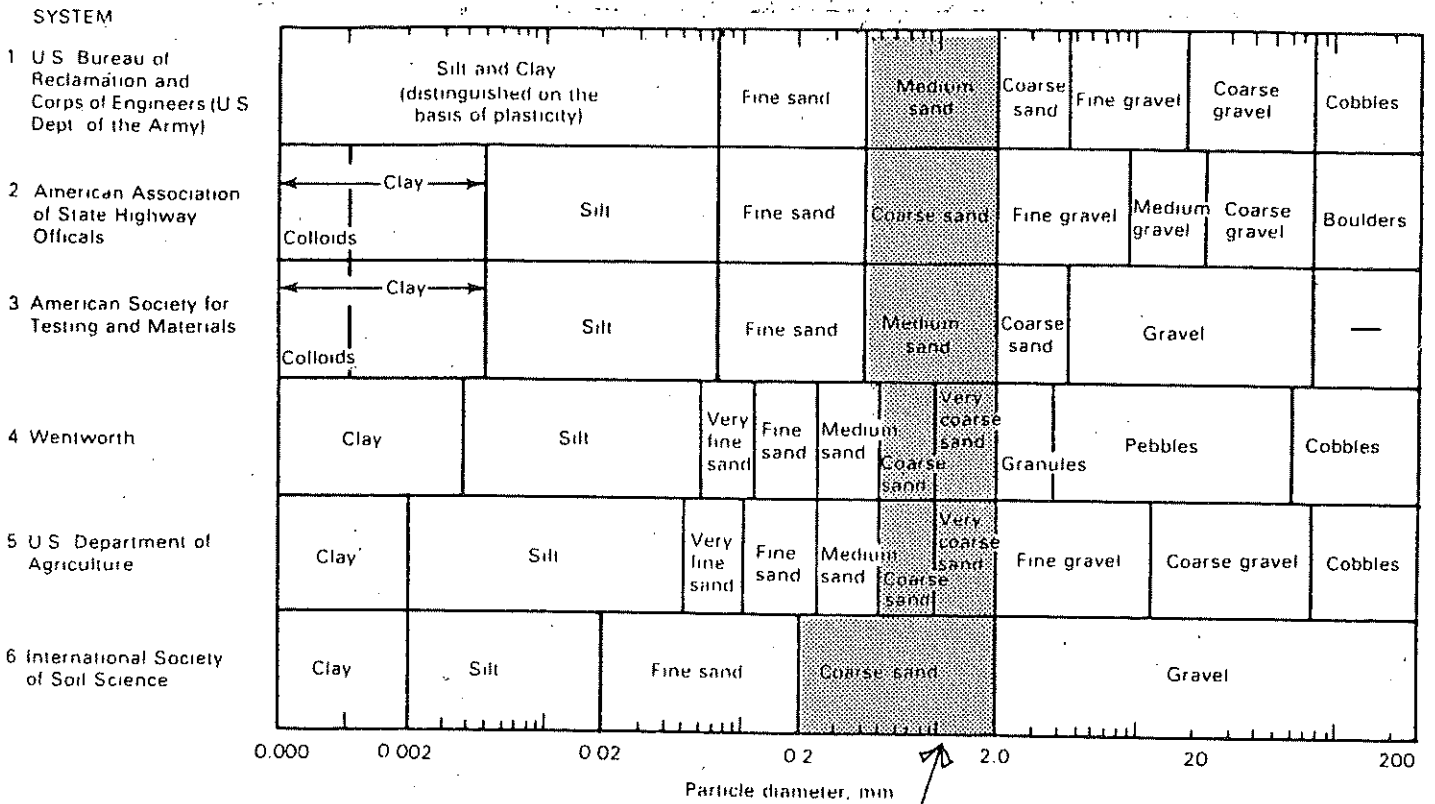 SYSTEM
1 U S Bureau of
Reclamation and
Corps of Engineers (U S
Dept of the Army)
Silt and Clay
(distinguished on the
basis of plasticity)
Fine sand
Medium
sand
Coarse
sand
Fine gravel
Coarse
gravel
Cobbles
2 American Association
of State Highway
Officals
Clay
Colloids
Silt
Fine sand
Coarse sand
Fine gravel
Medium
gravel
Coarse
gravel
Boulders
3 American Society for
Testing and Materials
Clay
Colloids
Silt
Fine sand
Medium
sand
Coarse
sand
Gravel
—
4 Wentworth
Clay
Silt
Very
fine
sand
Fine
sand
Medium
sand
Coarse
sand
Very
coarse
sand
Granules
Pebbles
Cobbles
5 U S Department of
Agriculture
Clay
Silt
Very
fine
sand
Fine
sand
Medium
sand
Coarse
sand
Very
coarse
sand
Fine gravel
Coarse gravel
Cobbles
6 International Society
of Soil Science
Clay
Silt
Fine sand
Coarse sand
Gravel
0.000 0 002 0 02 0 2 2.0 20 200
Particle diameter, mm